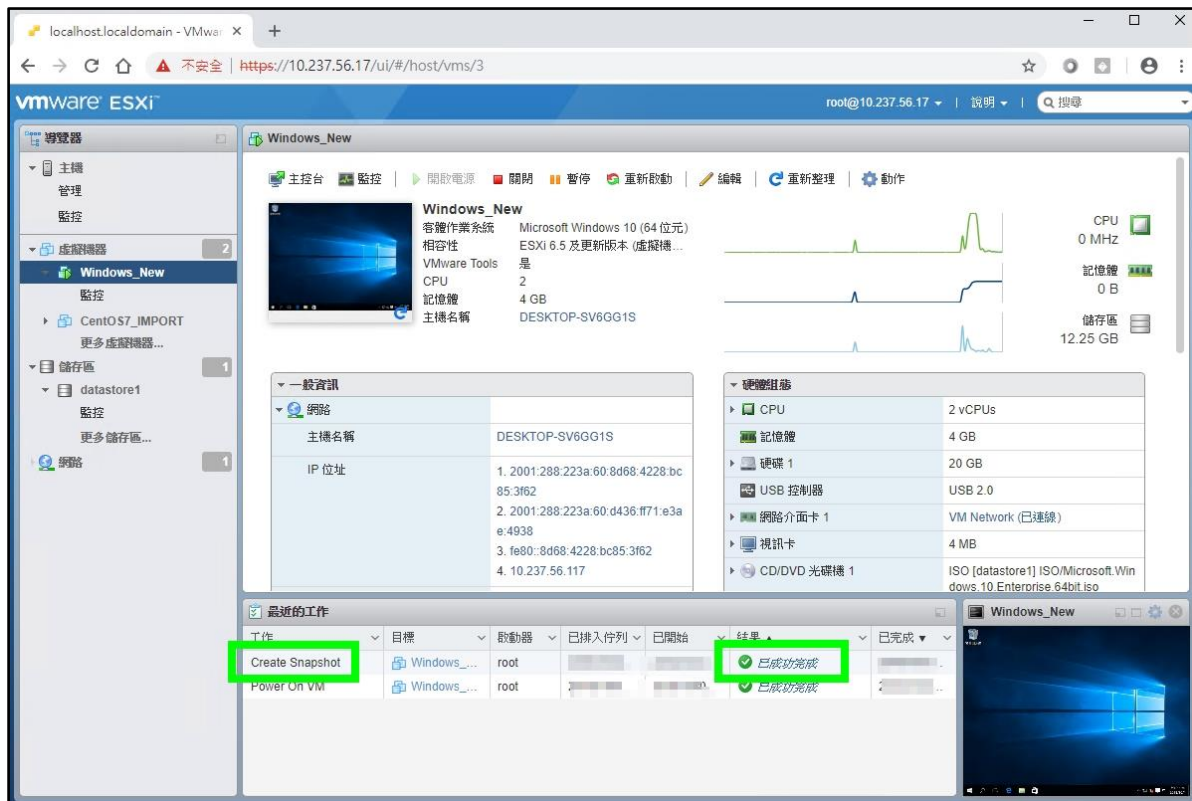 localhost.localdomain - VMwa
不安全 | https://10.237.56.17/ui/#/host/vms/3
vmware ESXi™
root@10.237.56.17 | 說明 | 搜尋
導覽器
Windows_New
主機
管理
監控
虛擬機器 2
Windows_New
監控
CentOS7_IMPORT
更多虛擬機器...
儲存區 1
datastore1
監控
更多儲存區...
網路 1
主控台 監控 | 開啟電源 關閉 暫停 重新啟動 | 編輯 | 重新整理 | 動作
Windows_New
客體作業系統 Microsoft Windows 10 (64 位元)
相容性 ESXi 6.5 及更新版本 (虛擬機...
VMware Tools 是
CPU 2
記憶體 4 GB
主機名稱 DESKTOP-SV6GG1S
CPU
0 MHz
記憶體
0 B
儲存區
12.25 GB
一般資訊
網路
主機名稱 DESKTOP-SV6GG1S
IP 位址 1. 2001:288:223a:60:8d68:4228:bc
85:3f62
2. 2001:288:223a:60:d436:ff71:e3a
e:4938
3. fe80::8d68:4228:bc85:3f62
4. 10.237.56.117
硬體組態
CPU 2 vCPUs
記憶體 4 GB
硬碟 1 20 GB
USB 控制器 USB 2.0
網路介面卡 1 VM Network (已連線)
視訊卡 4 MB
CD/DVD 光碟機 1 ISO [datastore1] ISO/Microsoft.Win
dows.10.Enterprise.64bit.iso
最近的工作
工作 目標 啟動器 已排入佇列 已開始 結果 已完成
Create Snapshot Windows_... root 已成功完成
Power On VM Windows_... root 已成功完成
Windows_New